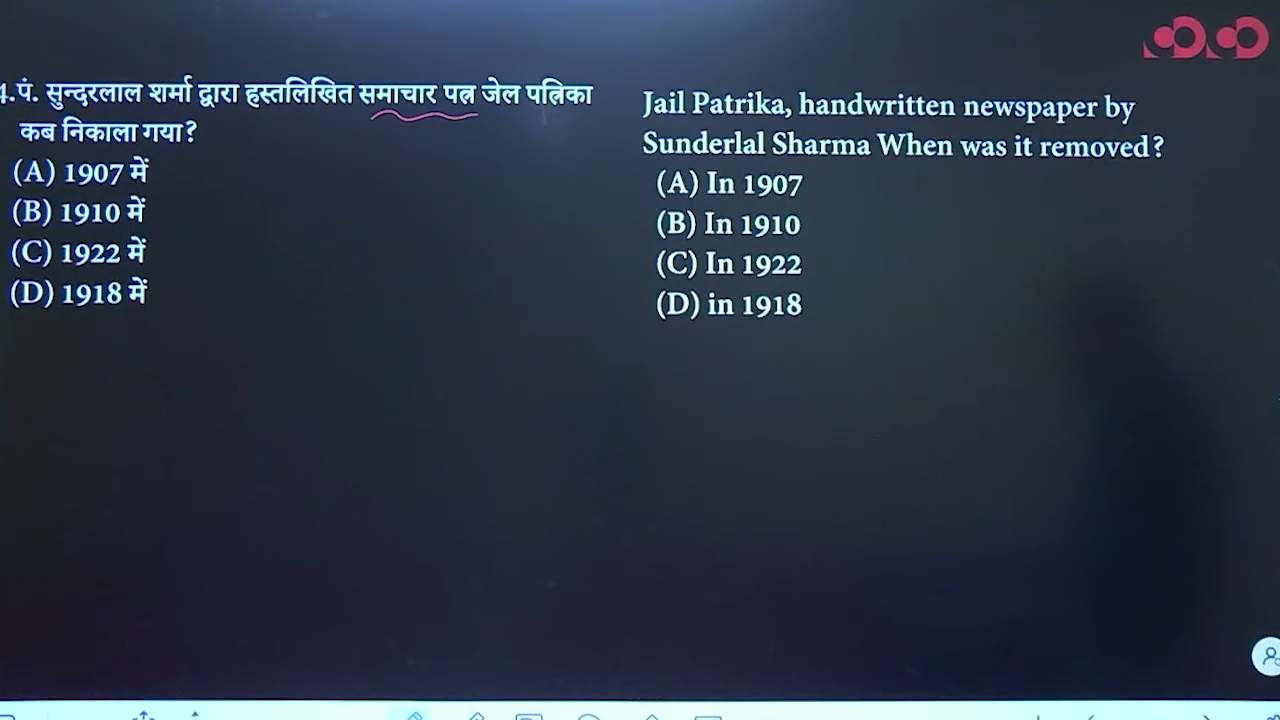 4.पं. सुन्दरलाल शर्मा द्वारा हस्तलिखित समाचार पत्र जेल पत्रिका
कब निकाला गया?
(A) 1907 में
(B) 1910 में
(C) 1922 में
(D) 1918 में
Jail Patrika, handwritten newspaper by
Sunderlal Sharma When was it removed?
(A) In 1907
(B) In 1910
(C) In 1922
(D) in 1918